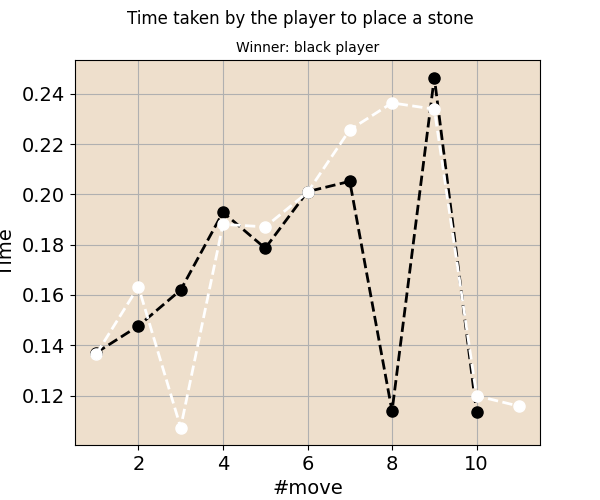 Time taken by the player to place a stone
Winner: black player
0.24
0.22
0.20
0.18
0.16
0.14
0.12
Time
2 4 6 8 10
#move